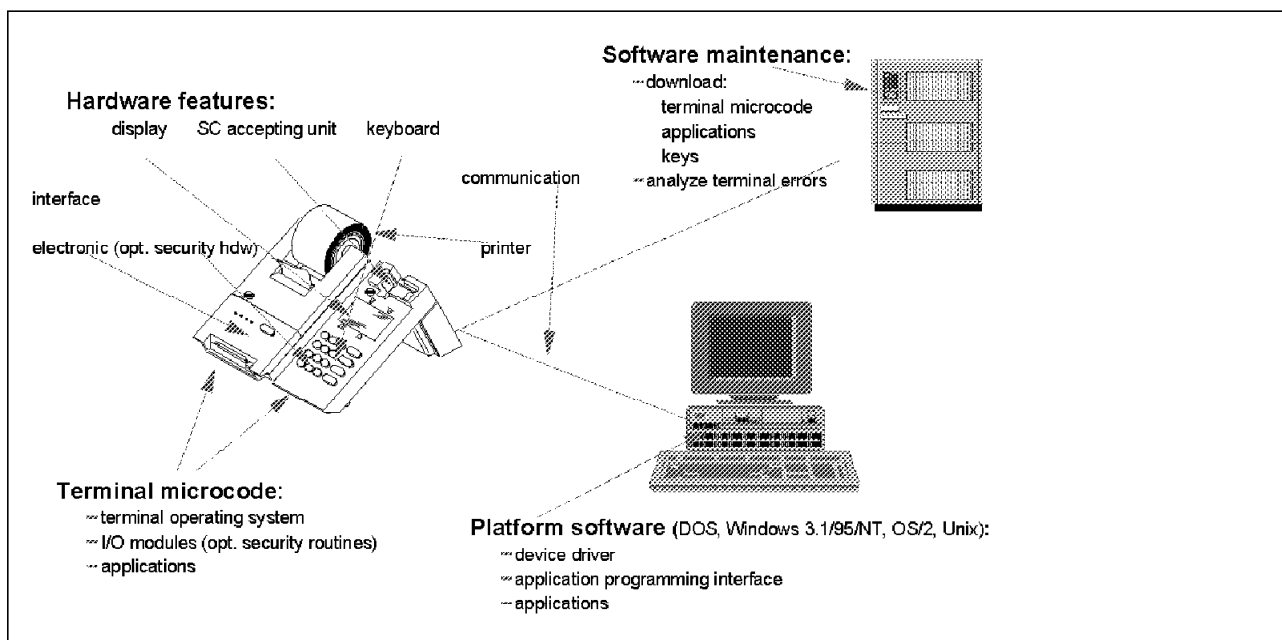 Software maintenance:
download:
terminal microcode
applications
keys
analyze terminal errors
Hardware features:
display SC accepting unit keyboard
communication
interface
electronic (opt. security hdw)
printer
Terminal microcode:
terminal operating system
I/O modules (opt. security routines)
applications
Platform software (DOS, Windows 3.1/95/NT, OS/2, Unix):
device driver
application programming interface
applications